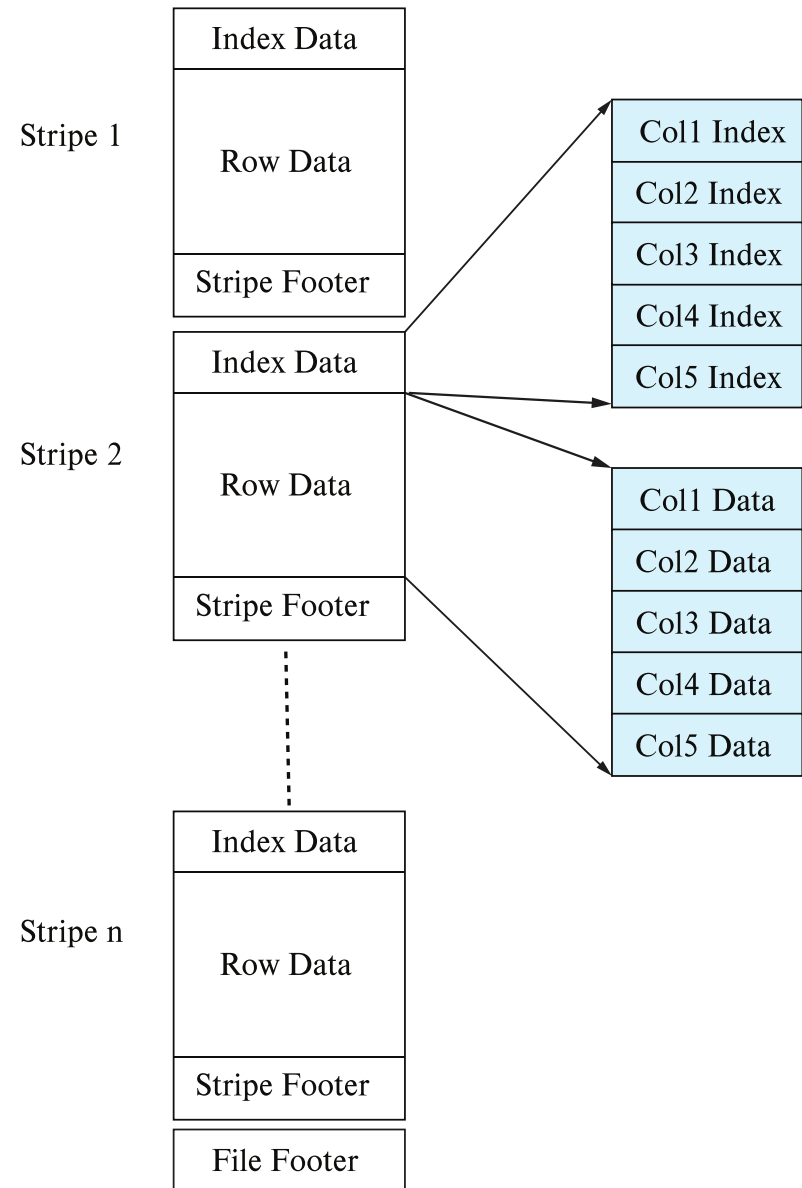 Index Data
Stripe 1
Row Data
Stripe Footer
Index Data
Stripe 2
Row Data
Stripe Footer
Col1 Index
Col2 Index
Col3 Index
Col4 Index
Col5 Index
Col1 Data
Col2 Data
Col3 Data
Col4 Data
Col5 Data
Index Data
Stripe n
Row Data
Stripe Footer
File Footer